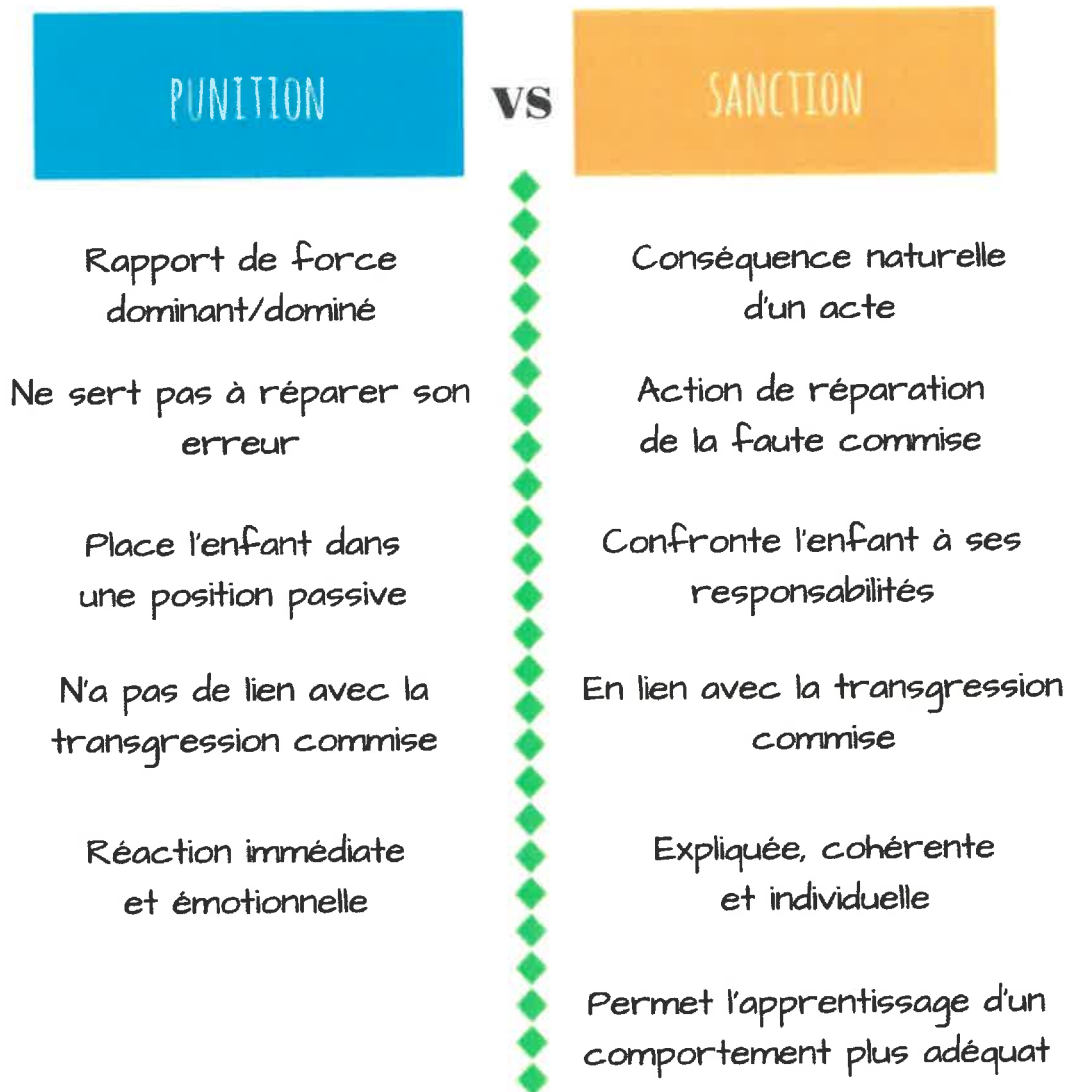 PUNITION
vs
SANCTION
Rapport de force
dominant/dominé
Ne sert pas à réparer son
erreur
Place l'enfant dans
une position passive
N'a pas de lien avec la
transgression commise
Réaction immédiate
et émotionnelle
Conséquence naturelle
d'un acte
Action de réparation
de la faute commise
Confronte l'enfant à ses
responsabilités
En lien avec la transgression
commise
Expliquée, cohérente
et individuelle
Permet l'apprentissage d'un
comportement plus adéquat